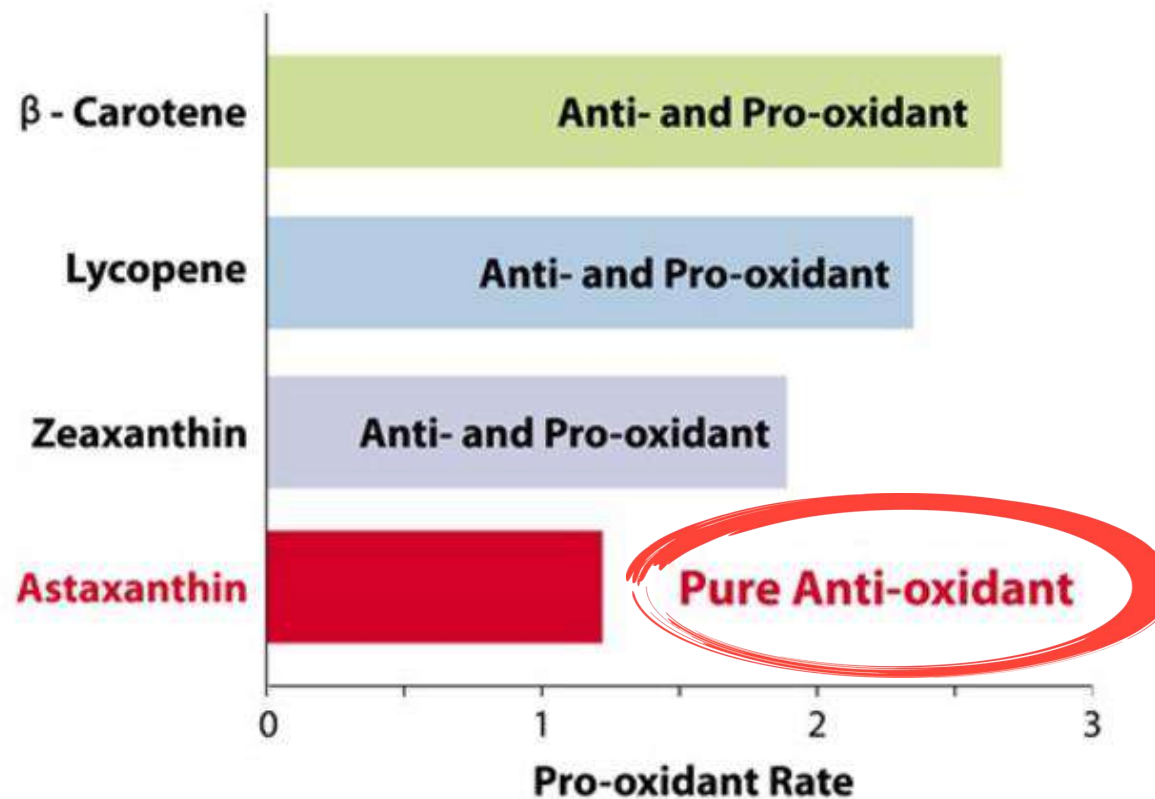 β - Carotene
Anti- and Pro-oxidant
Lycopene
Anti- and Pro-oxidant
Zeaxanthin
Anti- and Pro-oxidant
Astaxanthin
Pure Anti-oxidant
0
1
2
3
Pro-oxidant Rate